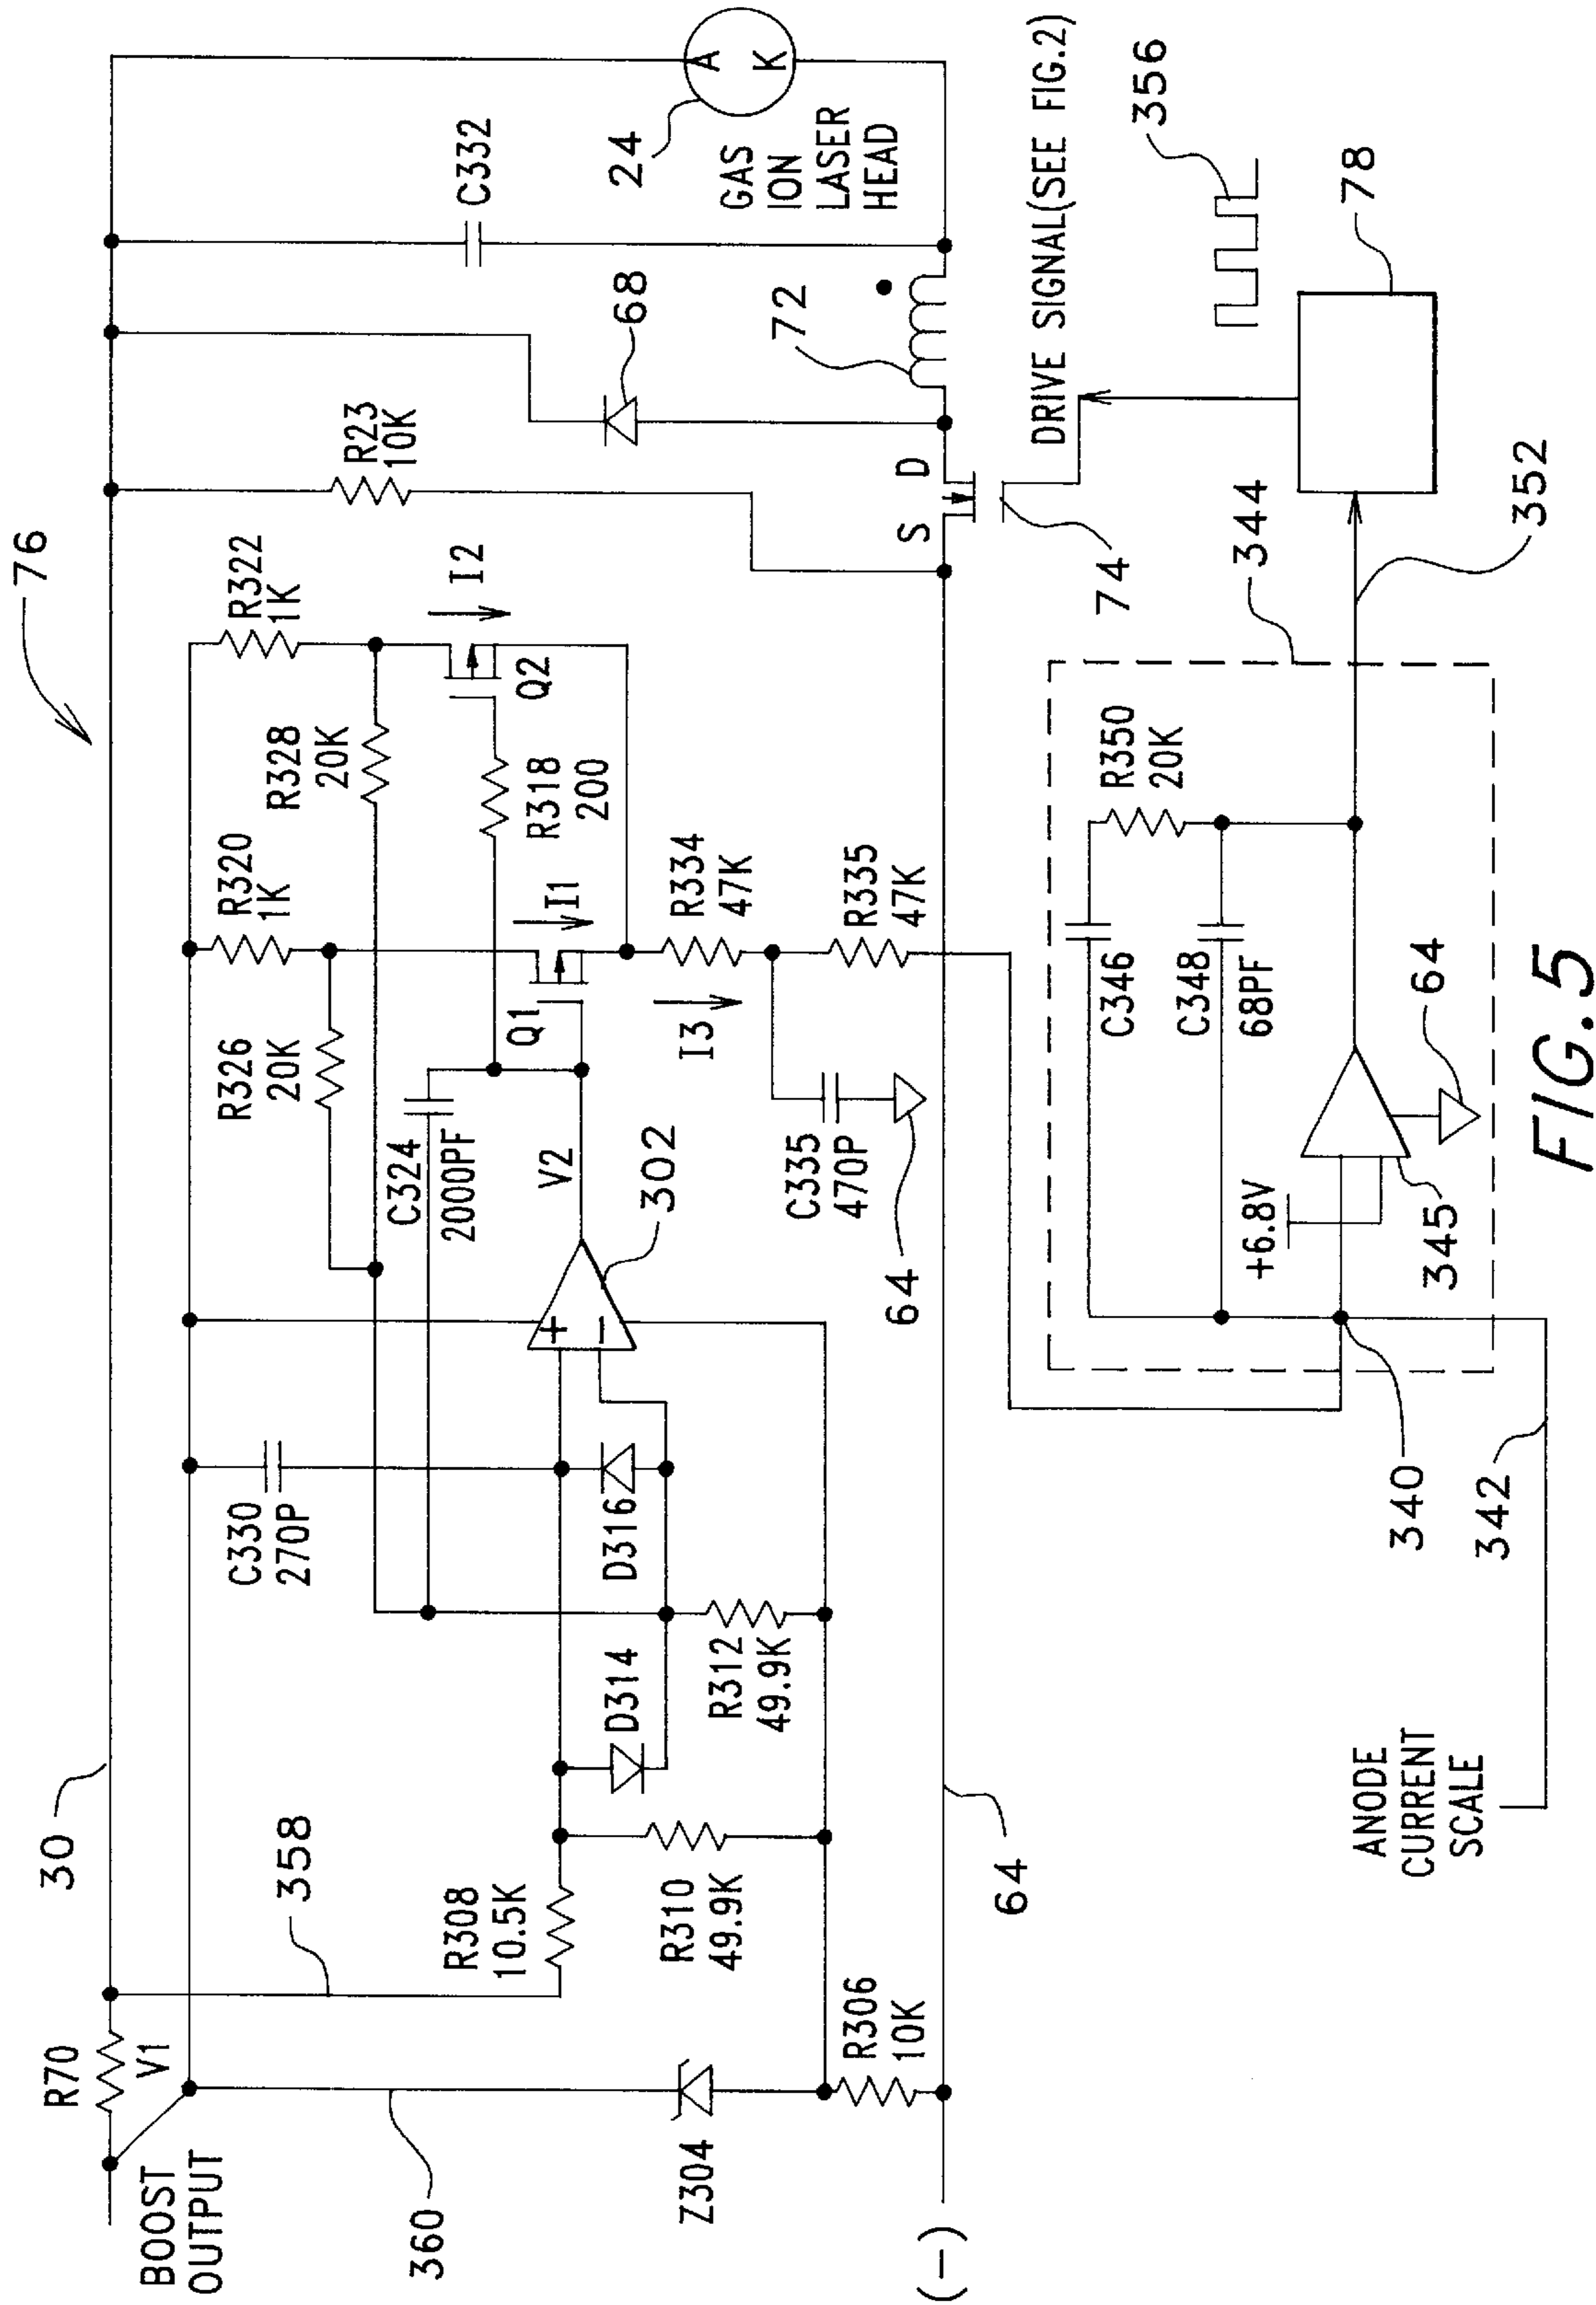 76
30
R70
V1
BOOST
OUTPUT
358
360
C330
270P
R320
1K
R322
1K
R326
20K
R328
20K
R23
10K
C332
68
24
A
K
GAS
ION
LASER
HEAD
R308
10.5K
R310
49.9K
D314
D316
R312
49.9K
C324
2000PF
V2
302
+
−
Q1
I1
R318
200
Q2
I2
72
Z304
R306
10K
I3
R334
47K
C335
470P
64
R335
47K
S
D
74
(−)
64
DRIVE SIGNAL(SEE FIG.2)
356
78
344
352
C346
R350
20K
C348
68PF
+6.8V
345
64
340
342
ANODE
CURRENT
SCALE
FIG.5